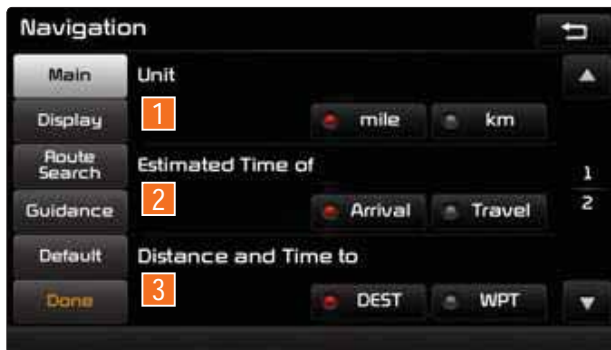 Navigation
Main
Unit
Display
1
mile
km
Route
Search
Estimated Time of
1
Guidance
2
Arrival
Travel
2
Default
Distance and Time to
Done
3
DEST
WPT